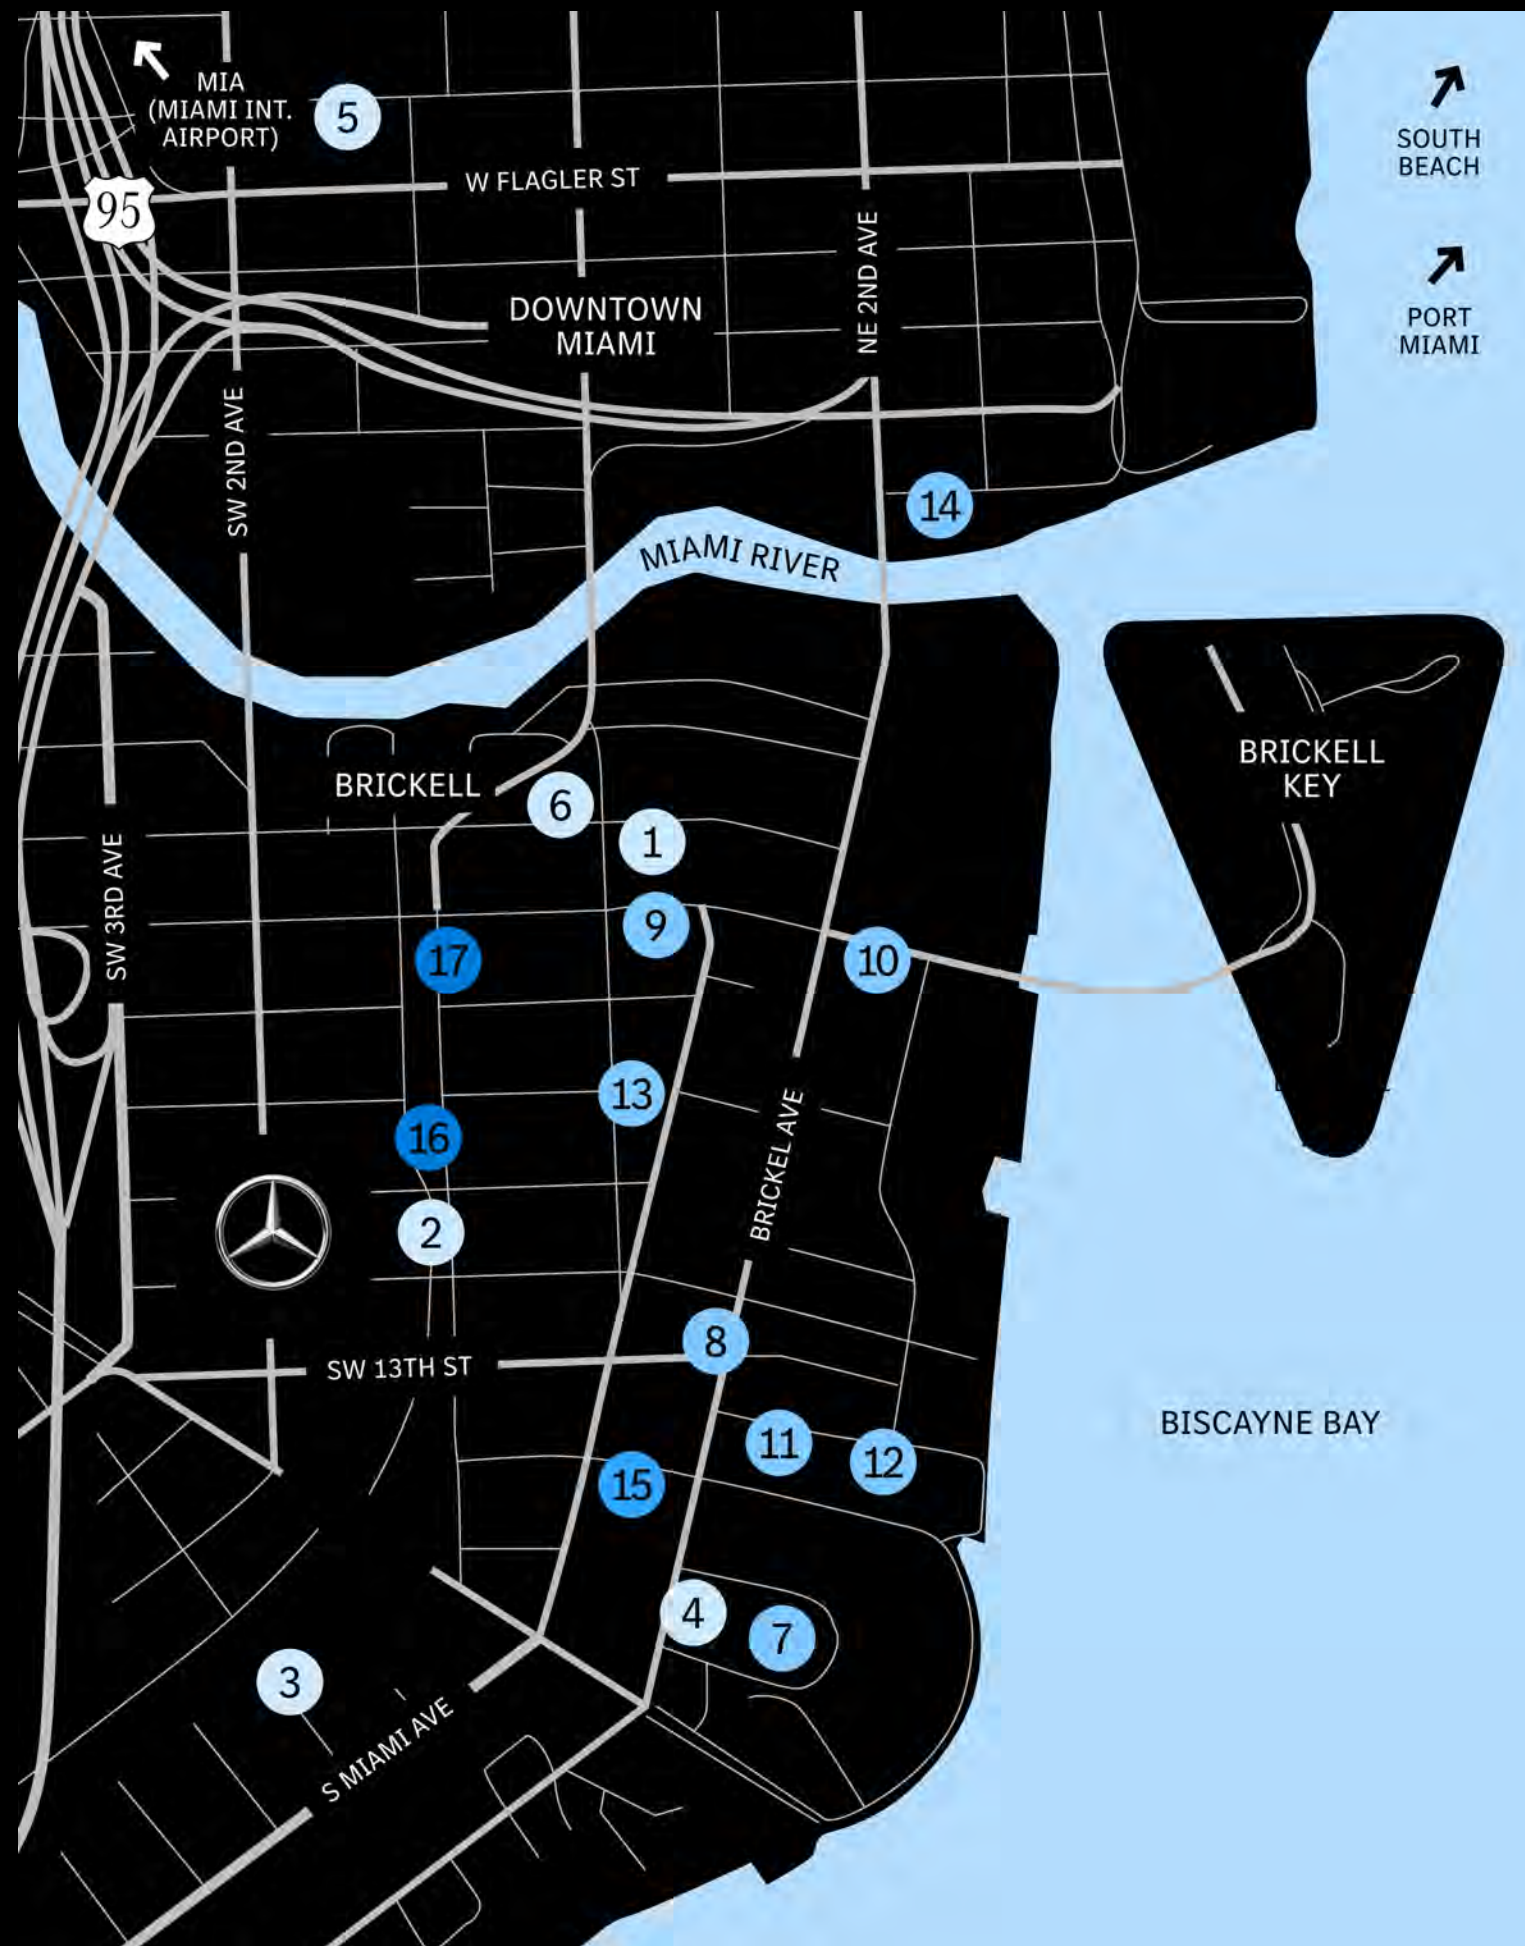 MIA
(MIAMI INT.
AIRPORT)
5
SOUTH
BEACH
W FLAGLER ST
95
NE 2ND AVE
PORT
MIAMI
DOWNTOWN
MIAMI
SW 2ND AVE
14
MIAMI RIVER
BRICKELL
KEY
BRICKELL
6
1
SW 3RD AVE
9
17
10
13
16
BRICKEL AVE
2
8
SW 13TH ST
BISCAYNE BAY
11
12
15
4
7
3
S MIAMI AVE